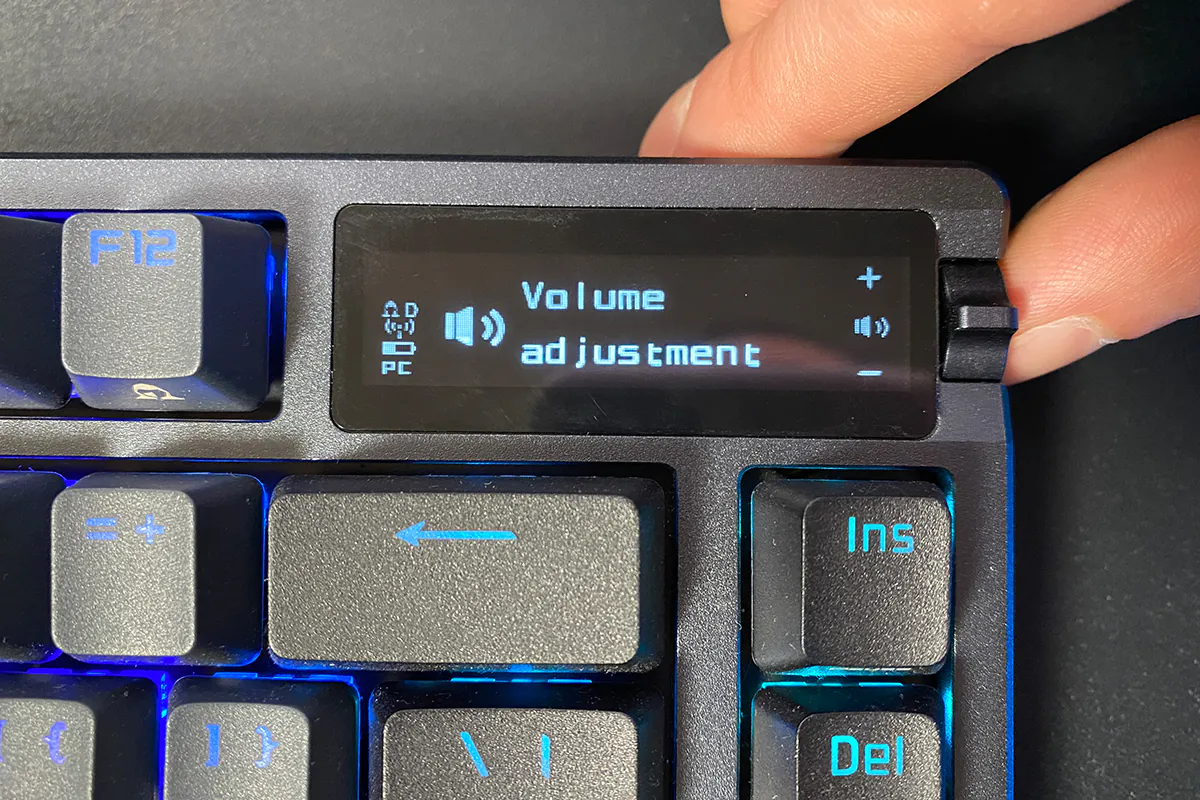 F12
Volume
adjustment
+
D
PC
−
= +
Ins
[ {
] }
\ |
Del